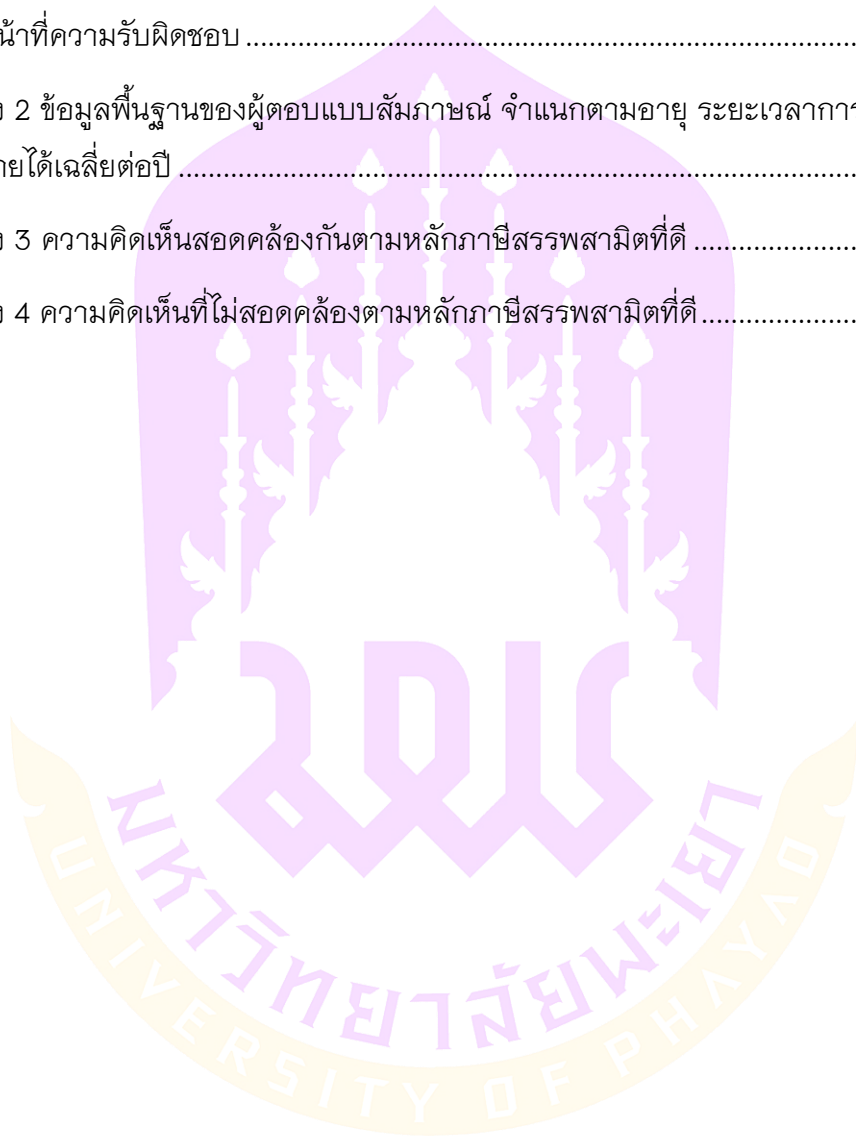 น้าที่ความรับผิดชอบ ....................................................................................
ง 2 ข้อมูลพื้นฐานของผู้ตอบแบบสัมภาษณ์ จำแนกตามอายุ ระยะเวลาการ
ายได้เฉลี่ยต่อปี ..............................................................................................
ง 3 ความคิดเห็นสอดคล้องกันตามหลักภาษีสรรพสามิตที่ดี .......................
ง 4 ความคิดเห็นที่ไม่สอดคล้องตามหลักภาษีสรรพสามิตที่ดี ......................
มพ
มหาวิทยาลัยพะเยา
UNIVERSITY OF PHAYAO